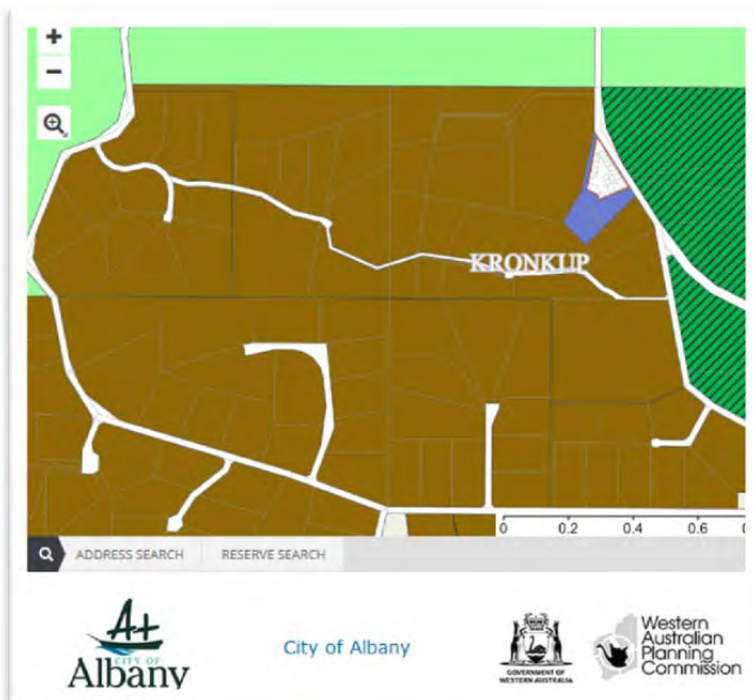 +
−
KRONKUP
0 0.2 0.4 0.6
ADDRESS SEARCH RESERVE SEARCH
A+
CITY OF
Albany
City of Albany
GOVERNMENT OF
WESTERN AUSTRALIA
Western
Australian
Planning
Commission